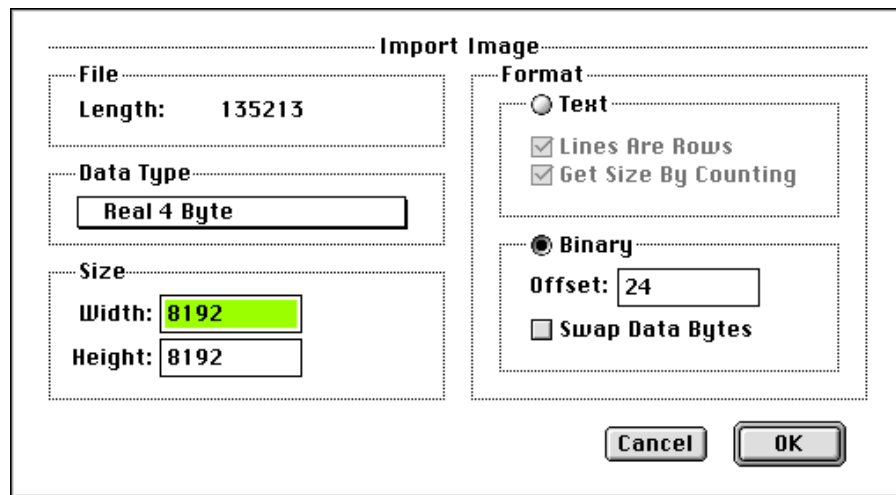 Import Image
File
Length: 135213
Data Type
Real 4 Byte
Size
Width: 8192
Height: 8192
Format
Text
Lines Are Rows
Get Size By Counting
Binary
Offset: 24
Swap Data Bytes
Cancel
OK